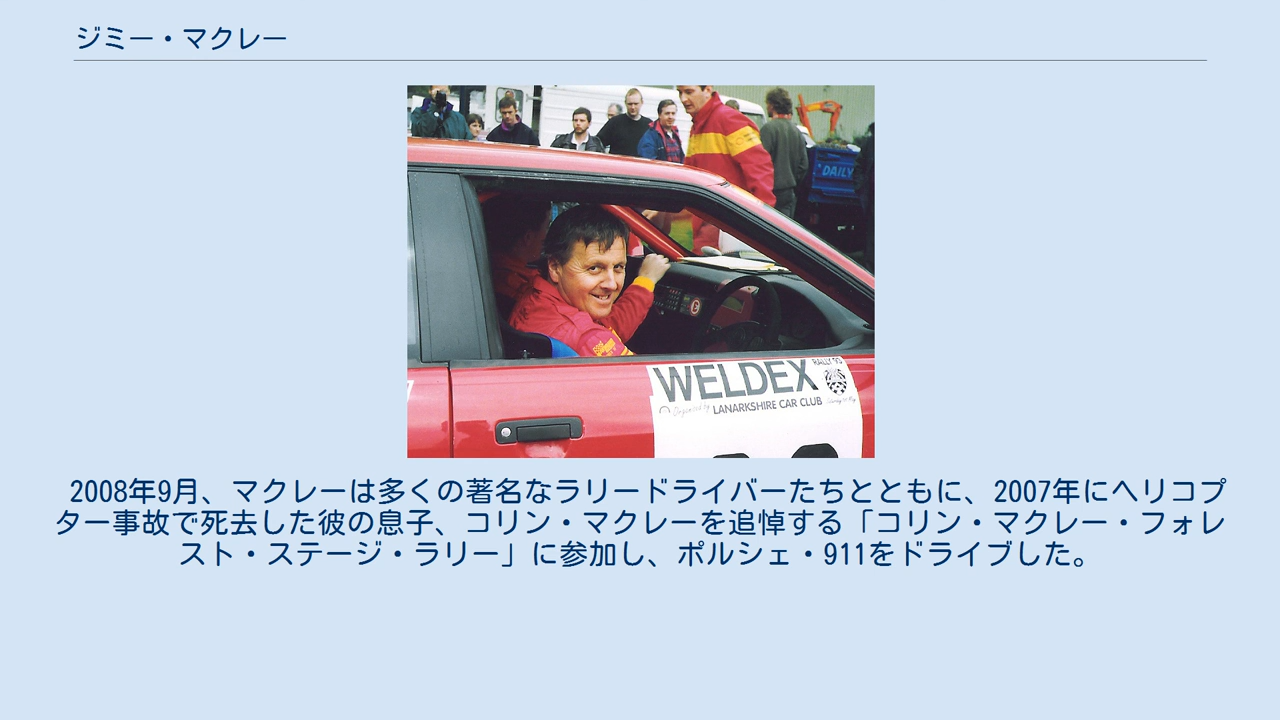 ジミー・マクレー
DAILY
WELDEX
RALLY '93
Organised by LANARKSHIRE CAR CLUB
2008年9月、マクレーは多くの著名なラリードライバーたちとともに、2007年にヘリコプ
ター事故で死去した彼の息子、コリン・マクレーを追悼する「コリン・マクレー・フォレ
スト・ステージ・ラリー」に参加し、ポルシェ・911をドライブした。